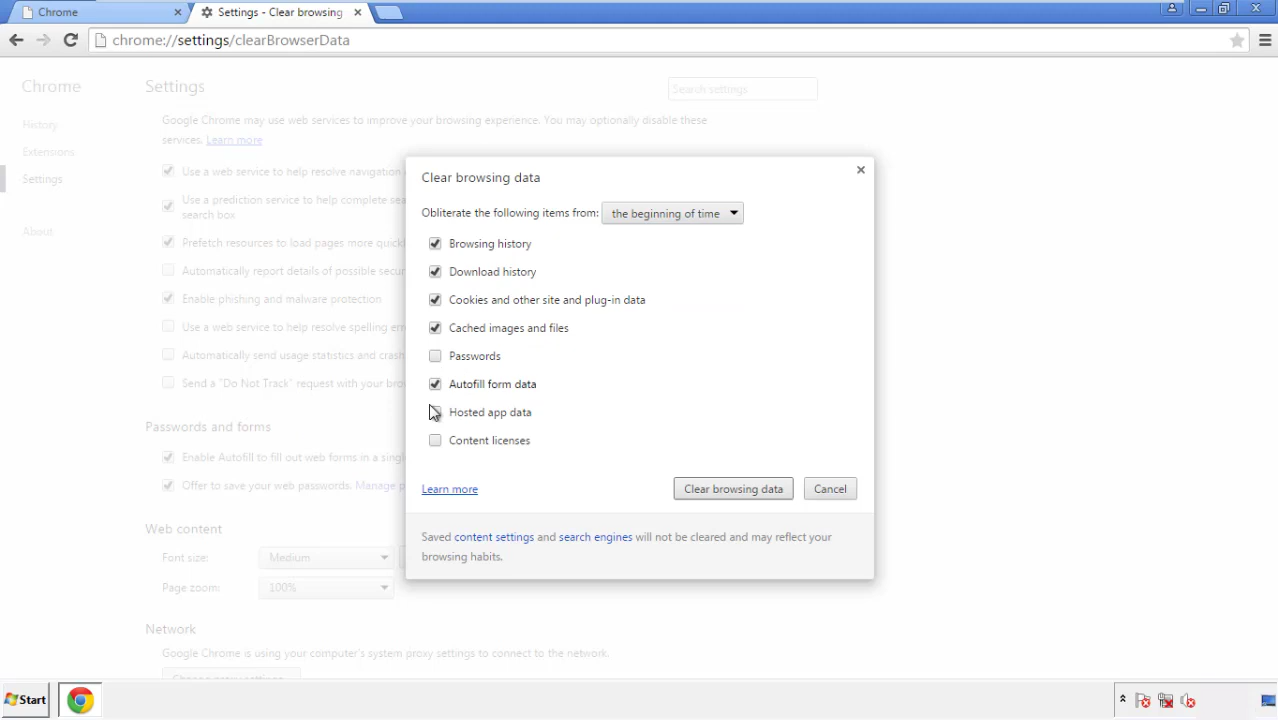 Chrome
Settings - Clear browsing
chrome://settings/clearBrowserData
Chrome
Settings
Search settings
History
Google Chrome may use web services to improve your browsing experience. You may optionally disable these
services. Learn more
Extensions
Settings
Use a web service to help resolve navigation
Use a prediction service to help complete
search box
About
Prefetch resources to load pages more
Automatically report details of possible
Enable phishing and malware protection
Use a web service to help resolve spelling
Automatically send usage statistics and
Send a "Do Not Track" request with your
Passwords and forms
Enable Autofill to fill out web forms in a
Offer to save your web passwords. Manage
Web content
Font size:
Medium
Page zoom:
100%
Network
Google Chrome is using your computer's system proxy settings to connect to the network.
Clear browsing data
Obliterate the following items from:
the beginning of time
Browsing history
Download history
Cookies and other site and plug-in data
Cached images and files
Passwords
Autofill form data
Hosted app data
Content licenses
Learn more
Clear browsing data
Cancel
Saved content settings and search engines will not be cleared and may reflect your
browsing habits.
Start